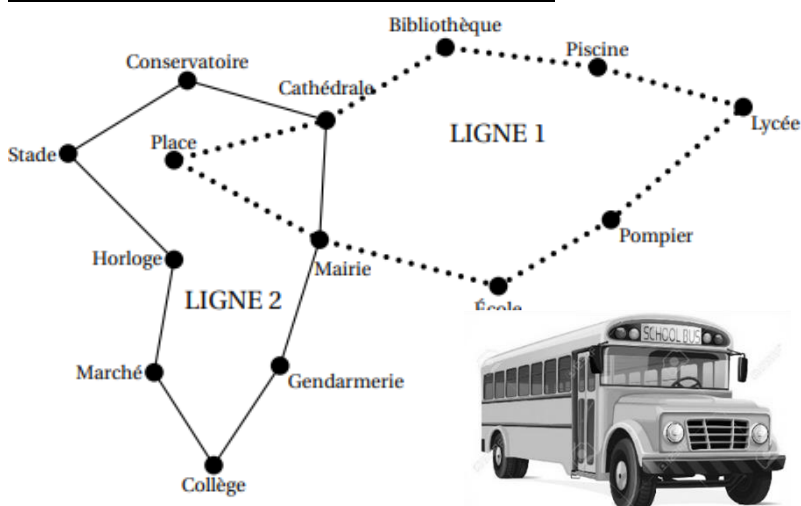 Bibliothèque
Conservatoire
Piscine
Cathédrale
LIGNE 1
Lycée
Place
Stade
Pompier
Horloge
Mairie
LIGNE 2
École
SCHOOL BUS
Marché
Gendarmerie
Collège